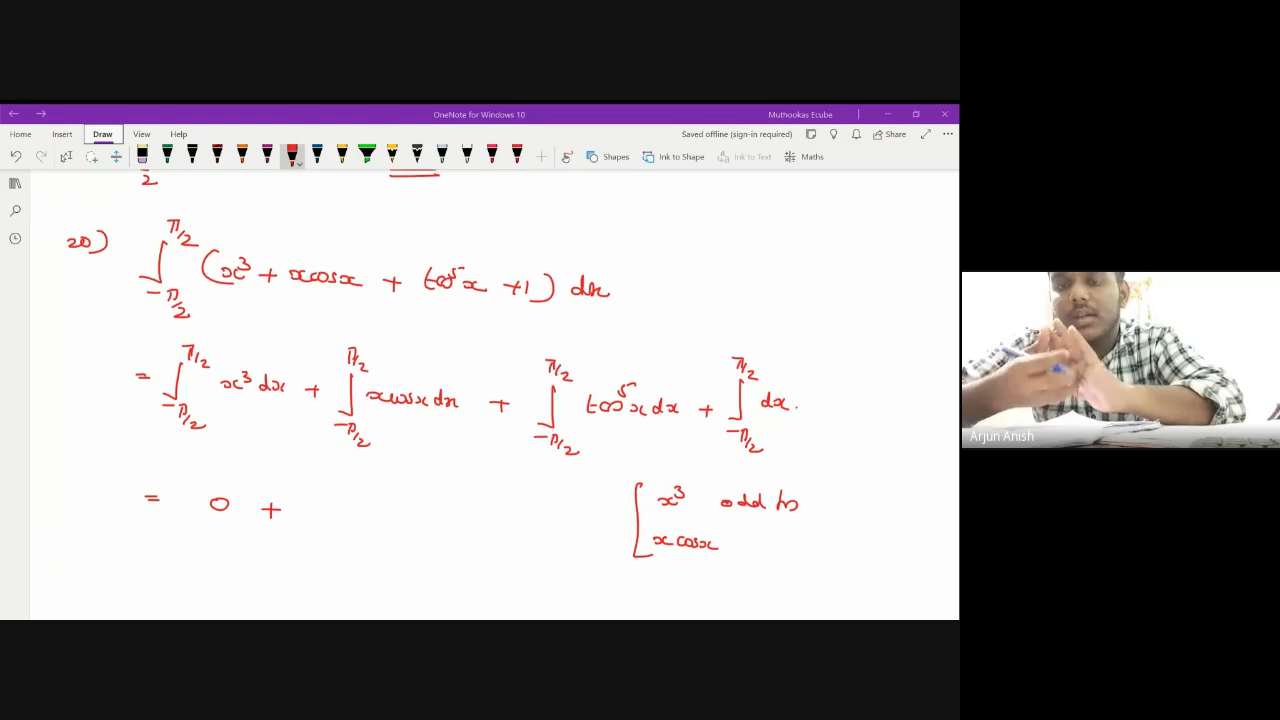 OneNote for Windows 10
Muthookas Ecube
Home Insert Draw View Help
Saved offline (sign-in required)
Share
Shapes Ink to Shape Ink to Text Maths
2
20) ∫_{-π/2}^{π/2} (x³ + x cos x + tan⁵x + 1) dx
= ∫_{-π/2}^{π/2} x³ dx + ∫_{-π/2}^{π/2} x cos x dx + ∫_{-π/2}^{π/2} tan⁵x dx + ∫_{-π/2}^{π/2} dx.
= 0 + [ x³ odd fn
x cos x
Arjun Anish